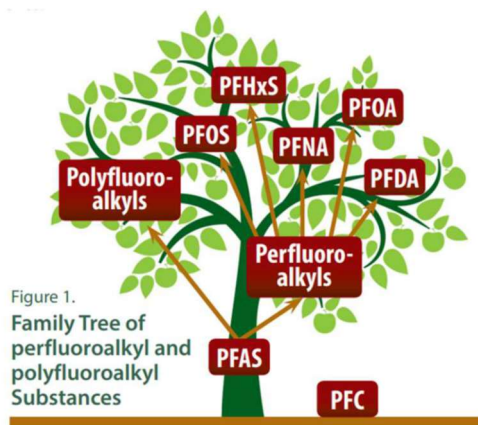 PFHxS
PFOA
PFOS
PFNA
Polyfluoro-
alkyls
PFDA
Perfluoro-
alkyls
Figure 1.
Family Tree of
perfluoroalkyl and
polyfluoroalkyl
Substances
PFAS
PFC